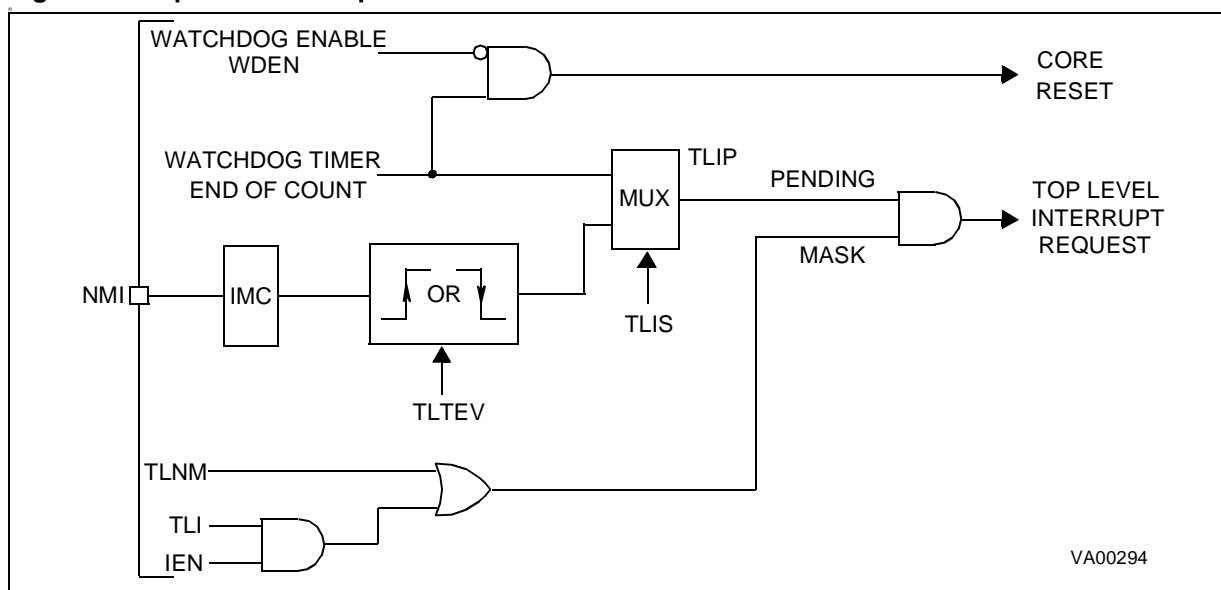 WATCHDOG ENABLE
WDEN
CORE
RESET
WATCHDOG TIMER
END OF COUNT
TLIP
MUX
PENDING
MASK
TOP LEVEL
INTERRUPT
REQUEST
NMI
IMC
OR
TLIS
TLTEV
TLNM
TLI
IEN
VA00294